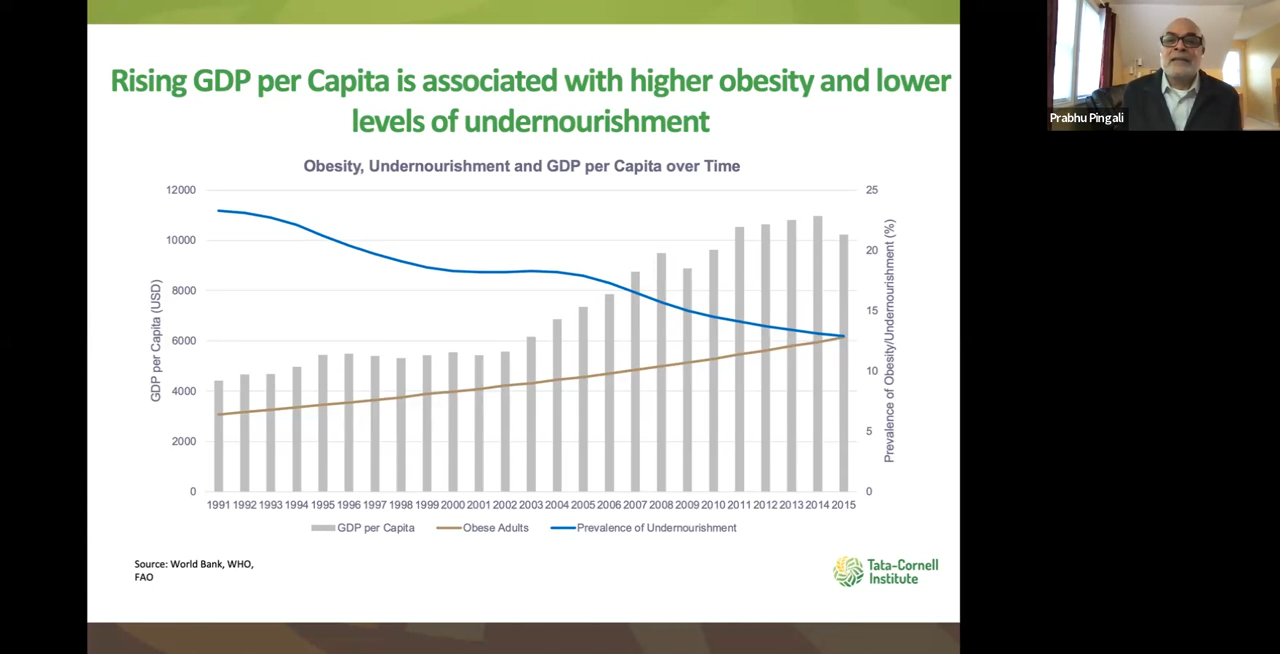 Rising GDP per Capita is associated with higher obesity and lower
levels of undernourishment
Obesity, Undernourishment and GDP per Capita over Time
12000
10000
8000
6000
4000
2000
0
GDP per Capita (USD)
25
20
15
10
5
0
Prevalence of Obesity/Undernourishment (%)
1991 1992 1993 1994 1995 1996 1997 1998 1999 2000 2001 2002 2003 2004 2005 2006 2007 2008 2009 2010 2011 2012 2013 2014 2015
GDP per Capita Obese Adults Prevalence of Undernourishment
Source: World Bank, WHO,
FAO
Tata-Cornell
Institute
Prabhu Pingali